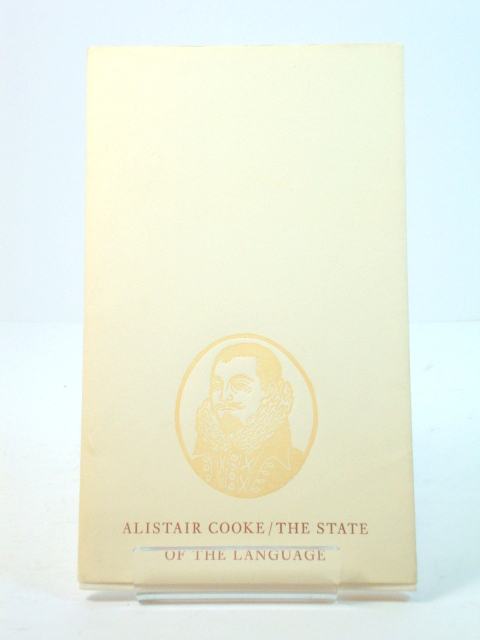 ALISTAIR COOKE/THE STATE
OF THE LANGUAGE